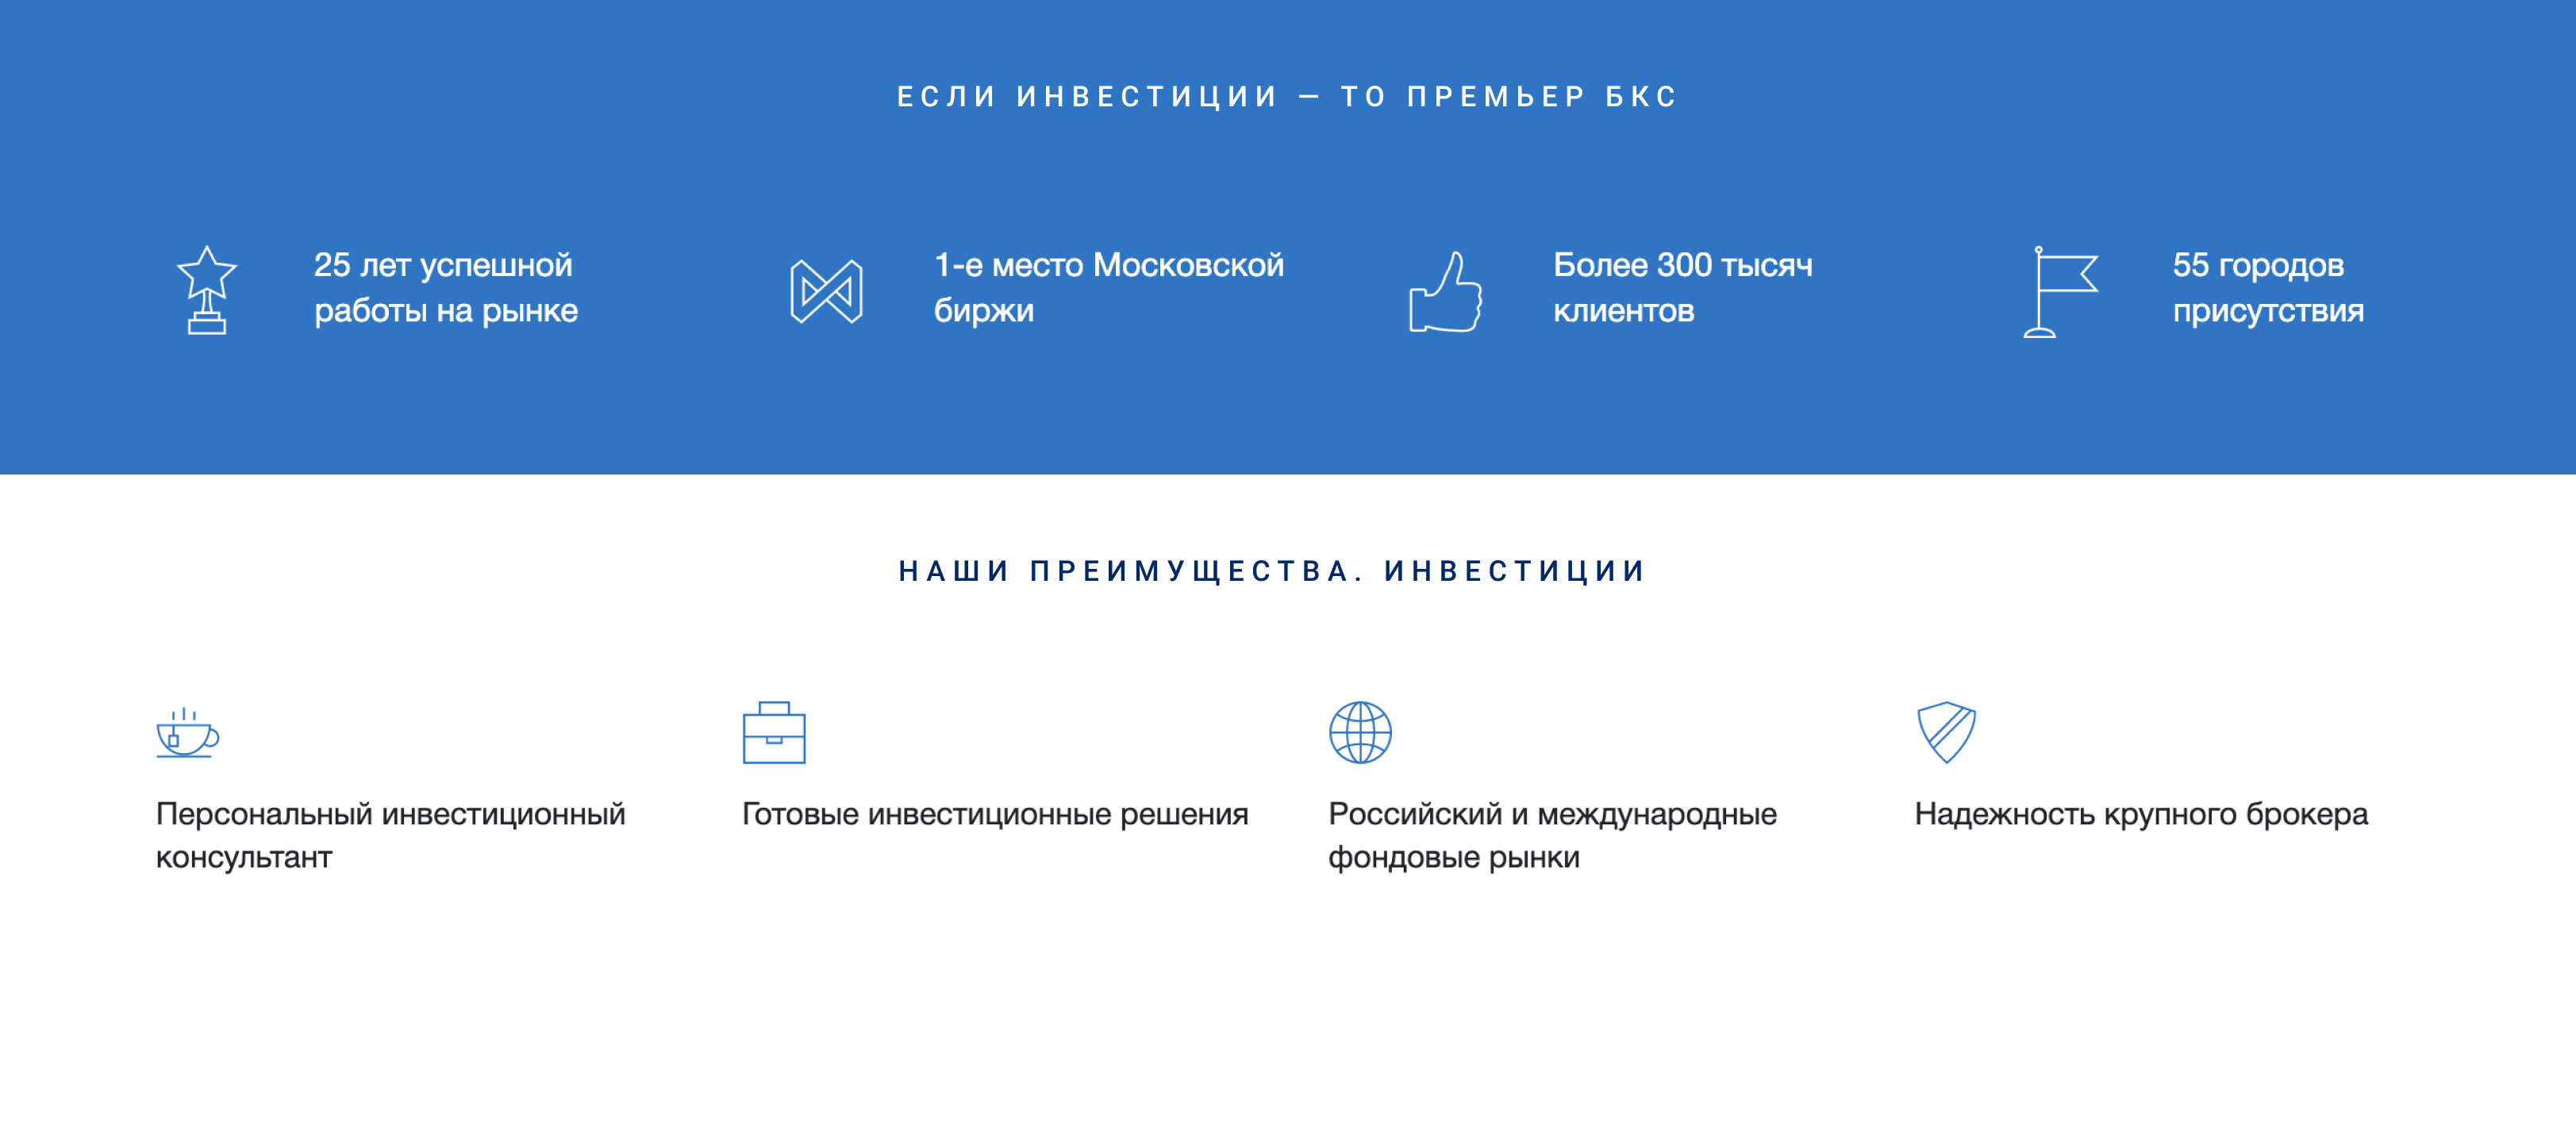 ЕСЛИ ИНВЕСТИЦИИ — ТО ПРЕМЬЕР БКС
25 лет успешной
работы на рынке
1-е место Московской
биржи
Более 300 тысяч
клиентов
55 городов
присутствия
НАШИ ПРЕИМУЩЕСТВА. ИНВЕСТИЦИИ
Персональный инвестиционный
консультант
Готовые инвестиционные решения
Российский и международные
фондовые рынки
Надежность крупного брокера